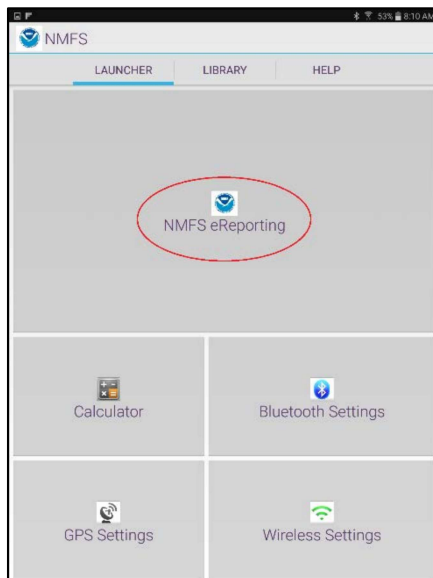 53% 8:10 AM
NMFS
LAUNCHER LIBRARY HELP
NMFS eReporting
Calculator Bluetooth Settings
GPS Settings Wireless Settings